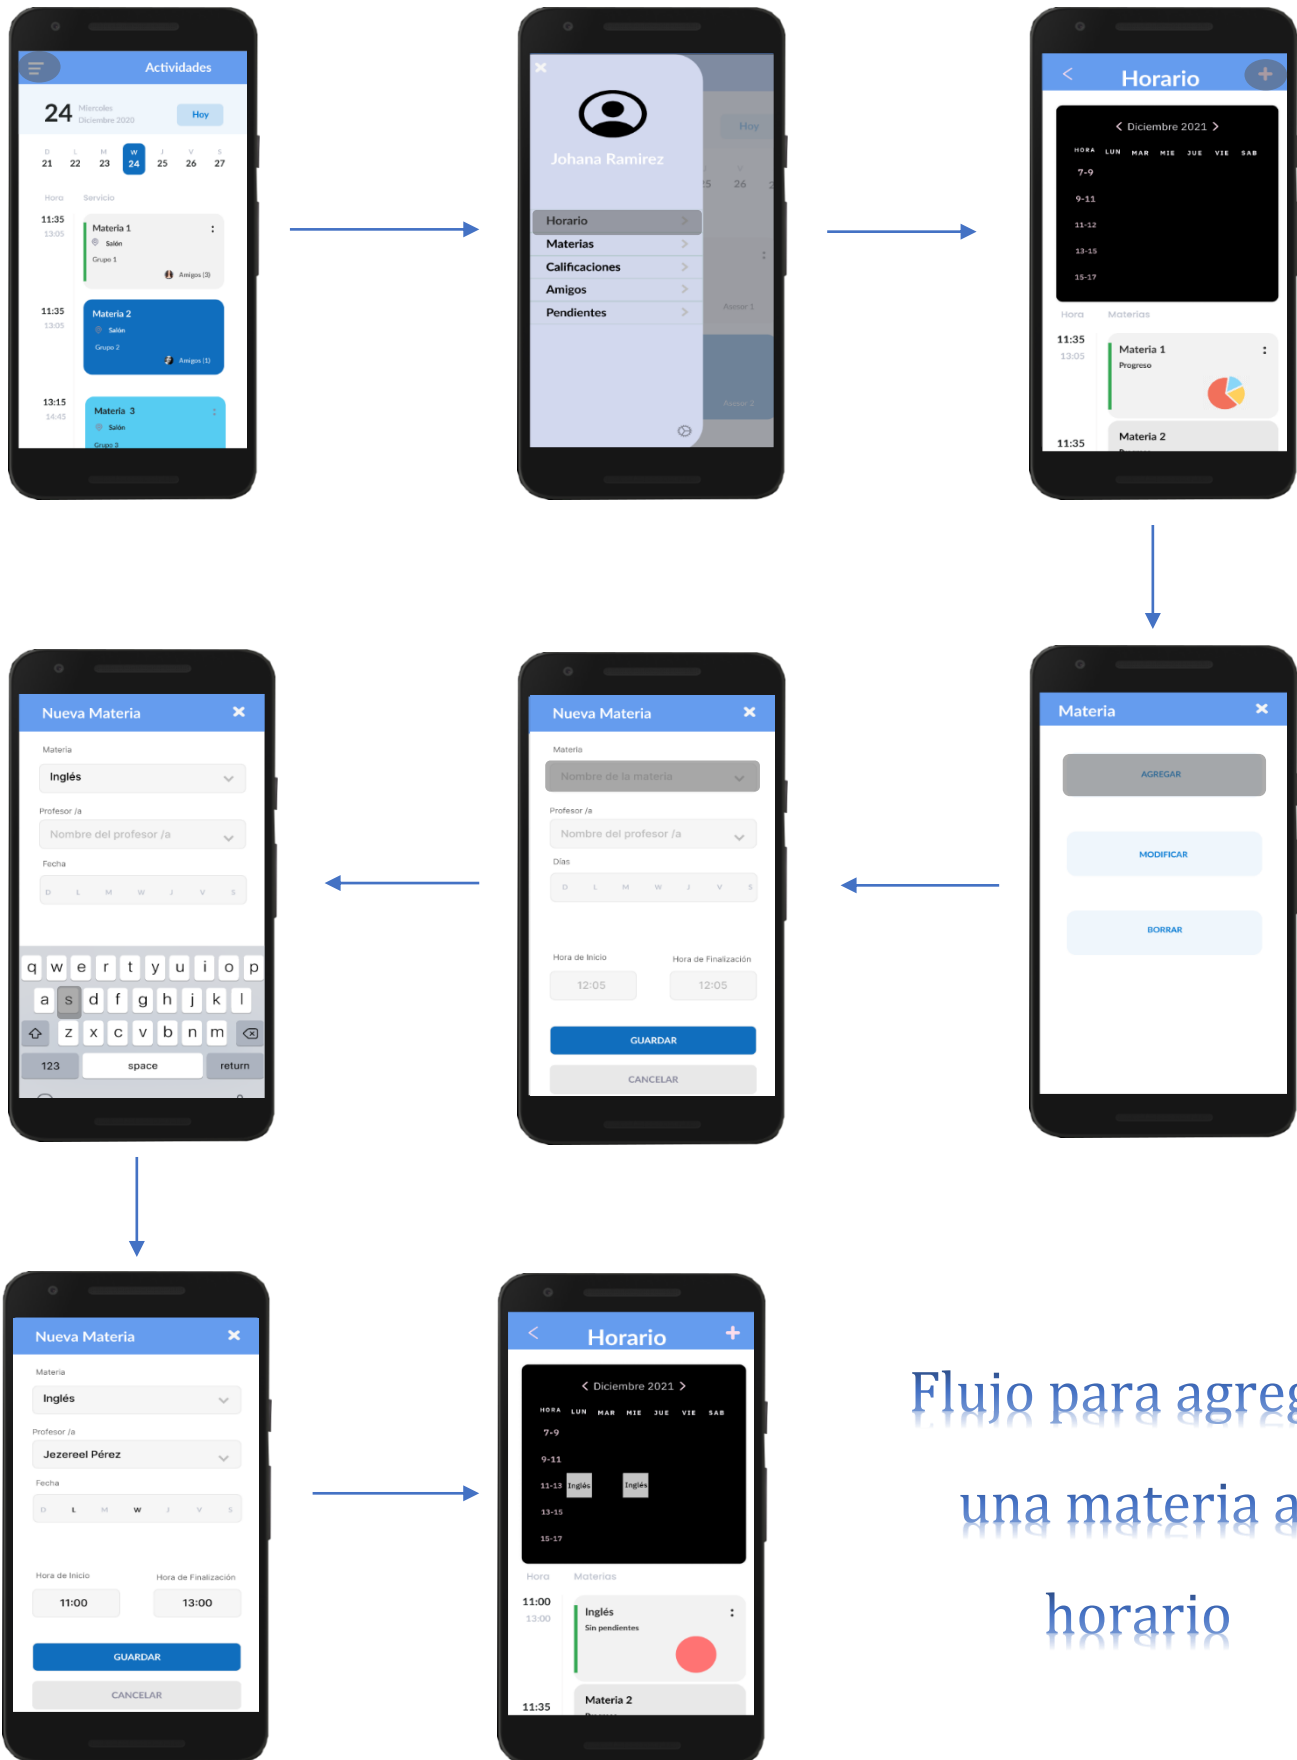 Actividades
24 Miercoles
Diciembre 2020
Hoy
D L M W J V S
21 22 23 24 25 26 27
Hora Servicio
11:35
13:05
Materia 1
Salón
Grupo 1
Amigos (3)
11:35
13:05
Materia 2
Salón
Grupo 2
Amigos (1)
13:15
14:45
Materia 3
Salón
Grupo 3
Johana Ramirez
Horario
Materias
Calificaciones
Amigos
Pendientes
Hoy
V
25 26 2
Asesor 1
Asesor 2
Horario
Diciembre 2021
HORA LUN MAR MIE JUE VIE SAB
7-9
9-11
11-12
13-15
15-17
Hora Materias
11:35
13:05
Materia 1
Progreso
11:35
Materia 2
Nueva Materia
Materia
Inglés
Profesor /a
Nombre del profesor /a
Fecha
D L M W J V S
q w e r t y u i o p
a s d f g h j k l
z x c v b n m
123 space return
Nueva Materia
Materia
Nombre de la materia
Profesor /a
Nombre del profesor /a
Días
D L M W J V S
Hora de Inicio Hora de Finalización
12:05 12:05
GUARDAR
CANCELAR
Materia
AGREGAR
MODIFICAR
BORRAR
Nueva Materia
Materia
Inglés
Profesor /a
Jezereel Pérez
Fecha
D L M W J V S
Hora de Inicio Hora de Finalización
11:00 13:00
GUARDAR
CANCELAR
Horario
Diciembre 2021
HORA LUN MAR MIE JUE VIE SAB
7-9
9-11
11-13 Inglés Inglés
13-15
15-17
Hora Materias
11:00
13:00
Inglés
Sin pendientes
11:35
Materia 2
Flujo para agreg
una materia a
horario